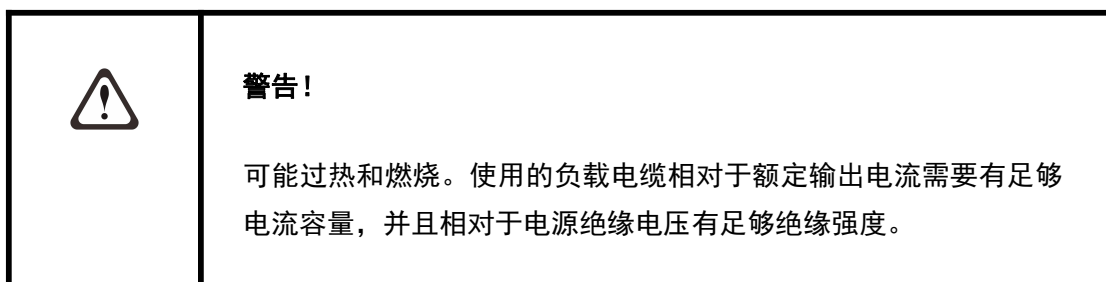 警告!
可能过热和燃烧。使用的负载电缆相对于额定输出电流需要有足够
电流容量，并且相对于电源绝缘电压有足够绝缘强度。